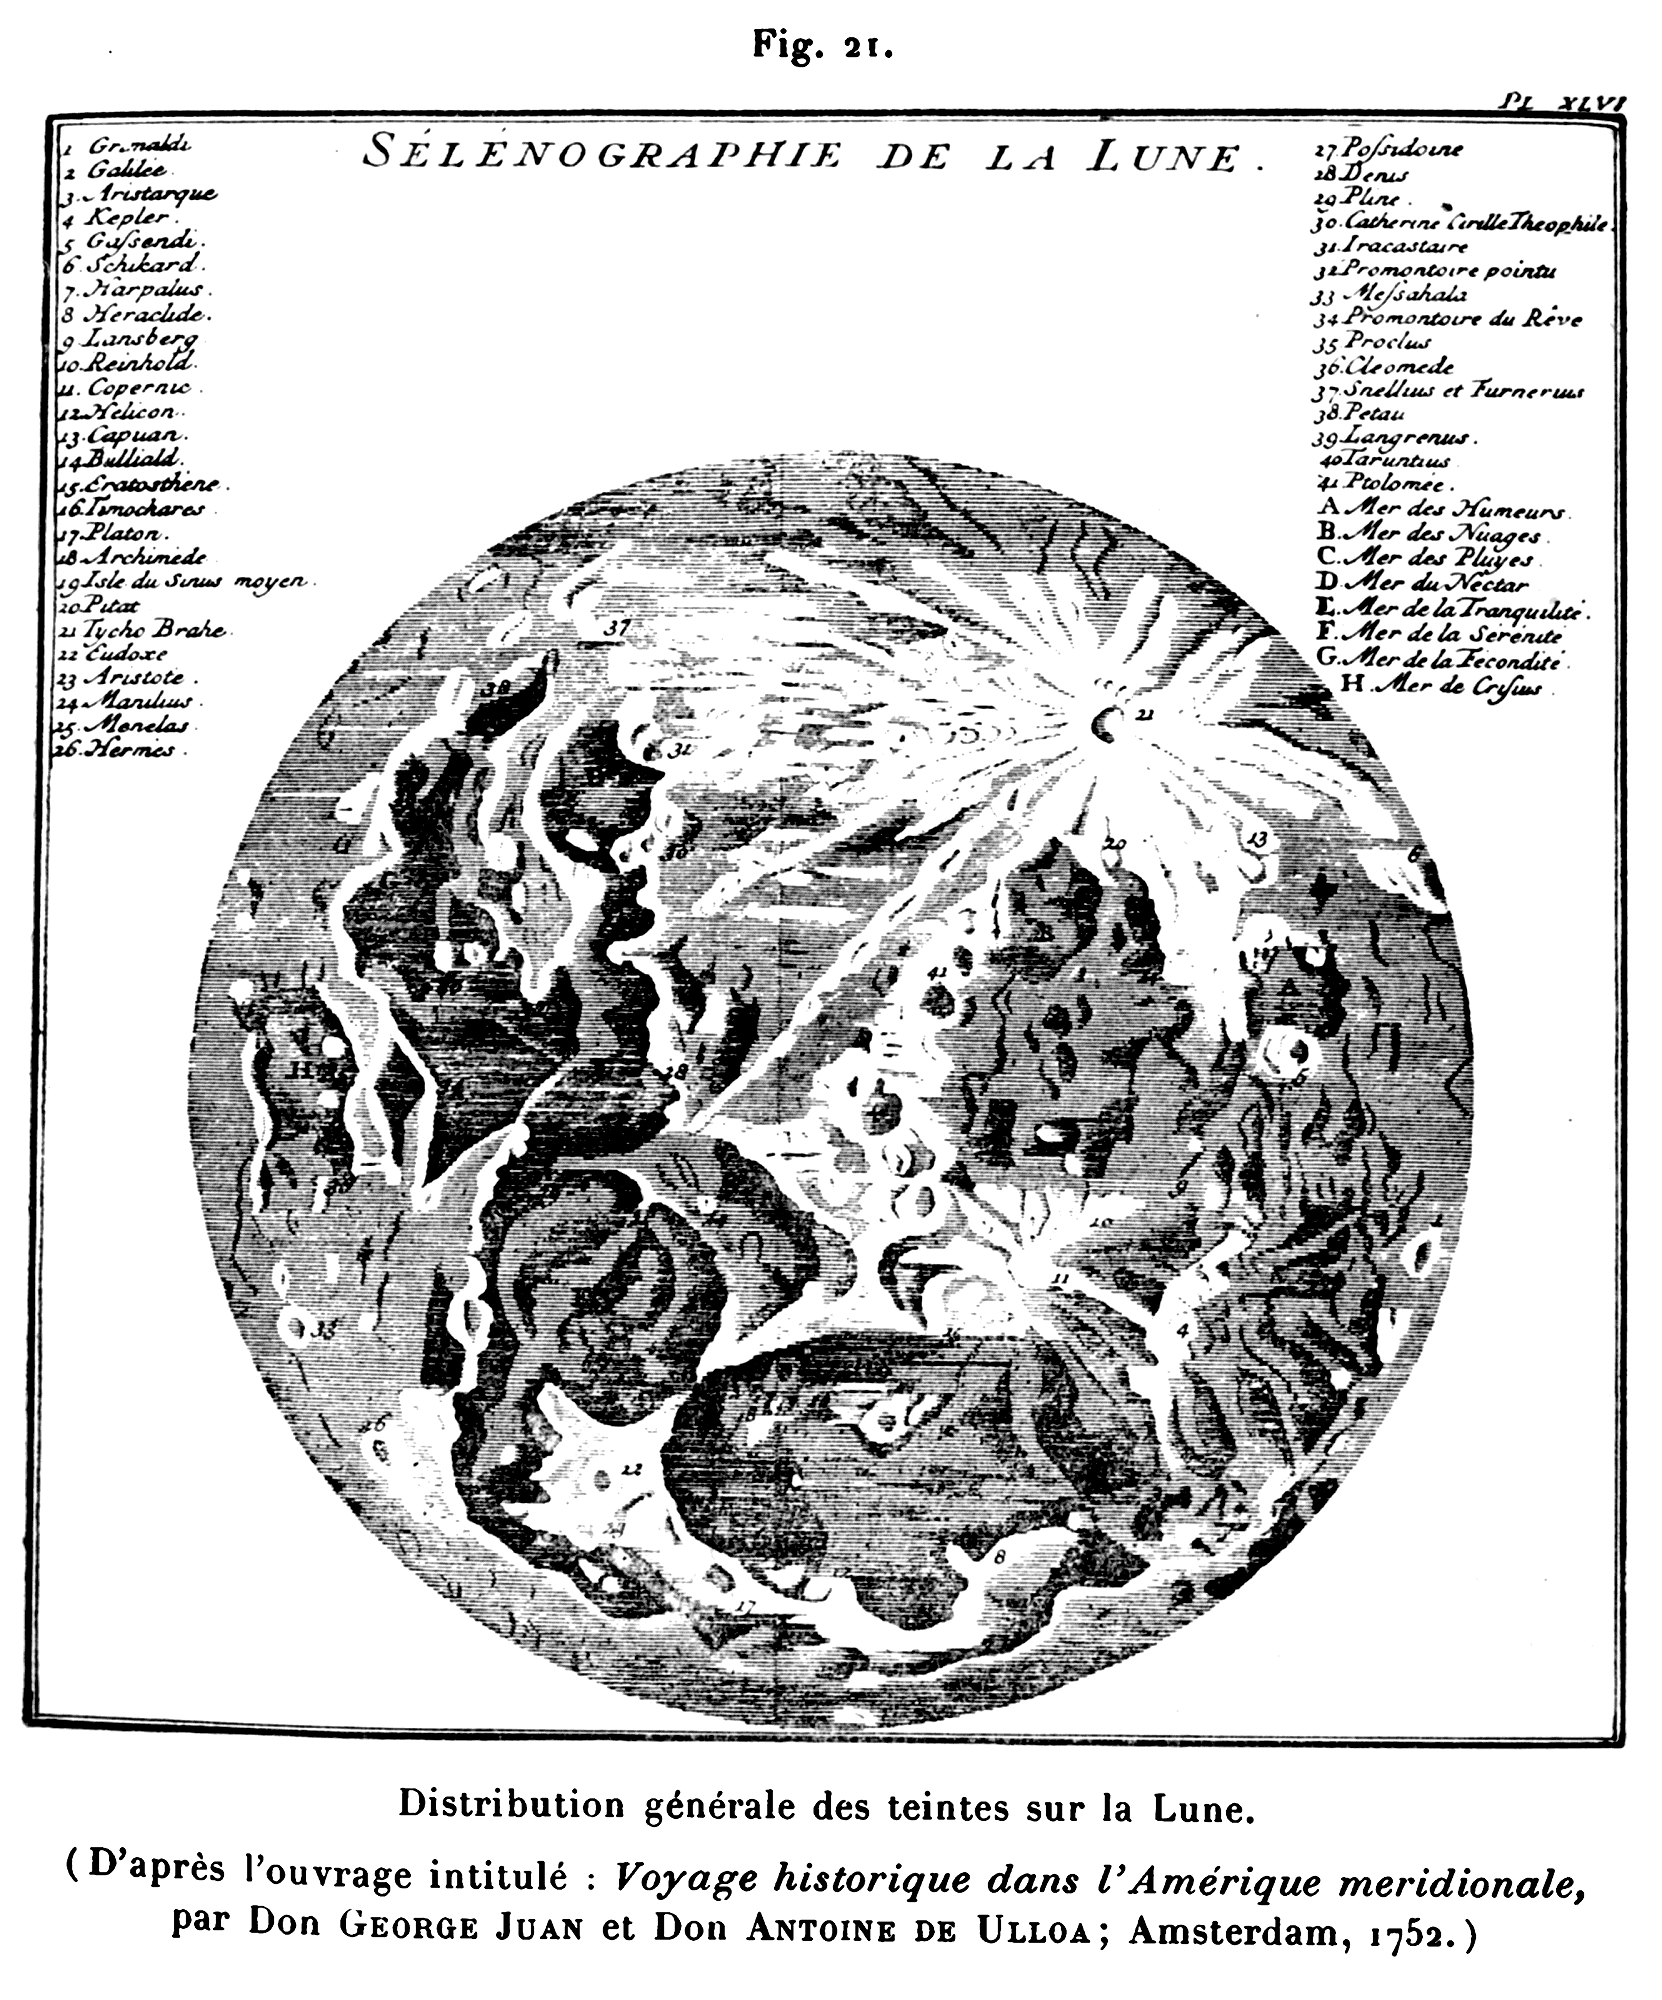 Fig. 21.
PL XLVI
SÉLÉNOGRAPHIE DE LA LUNE.
1 Grimaldi
2 Galilee.
3. Aristarque
4 Kepler.
5 Gaſsendi.
6 Schikard.
7. Harpalus.
8 Heraclide.
9 Lansberg
10. Reinhold.
11. Copernic.
12. Helicon.
13. Capuan.
14 Bulliald.
15. Eratosthene.
16. Timochares.
17. Platon.
18. Archimède
19 Isle du Sinus moyen.
20 Pitat
21 Tycho Brahe.
22 Eudoxe
23 Aristote.
24. Manilius.
25. Menelas.
26. Hermes.
27. Poſsidoine
28 Denis
29 Pline.
30. Catherine Cirille Theophile.
31. Fracastaire
32 Promontoire pointu
33 Meſsahala
34 Promontoire du Rêve
35 Proclus
36. Cleomede
37 Snellius et Furnerius
38. Petau
39. Langrenus.
40 Taruntius
41 Ptolomée.
A. Mer des Humeurs.
B. Mer des Nuages.
C. Mer des Pluyes.
D. Mer du Nectar
E. Mer de la Tranquilité.
F. Mer de la Serenité
G. Mer de la Fecondité.
H. Mer de Criſius.
37
38
21
20
13
6
41
10
11
4
35
26
22
8
17
Distribution générale des teintes sur la Lune.
(D'après l'ouvrage intitulé : Voyage historique dans l'Amérique meridionale,
par Don GEORGE JUAN et Don ANTOINE DE ULLOA; Amsterdam, 1752.)